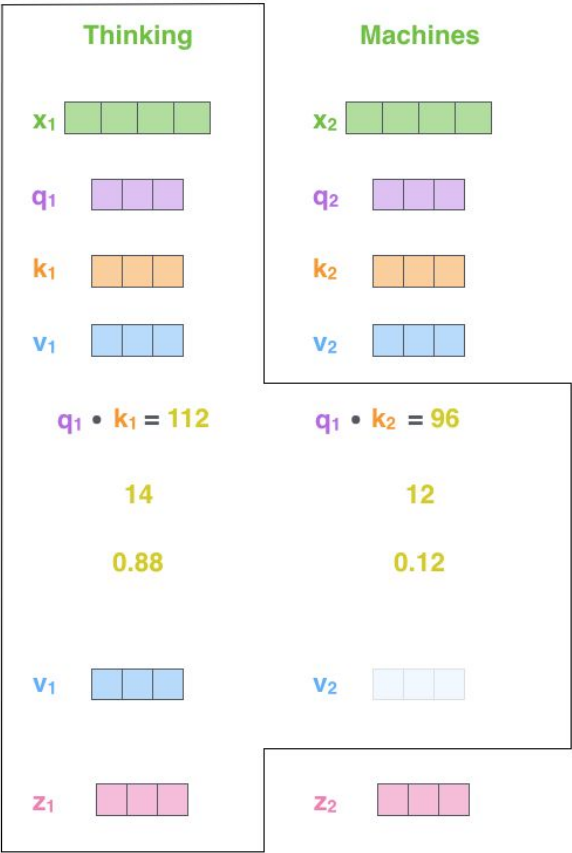 Thinking Machines
x₁ x₂
q₁ q₂
k₁ k₂
v₁ v₂
q₁ • k₁ = 112 q₁ • k₂ = 96
14 12
0.88 0.12
v₁ v₂
z₁ z₂